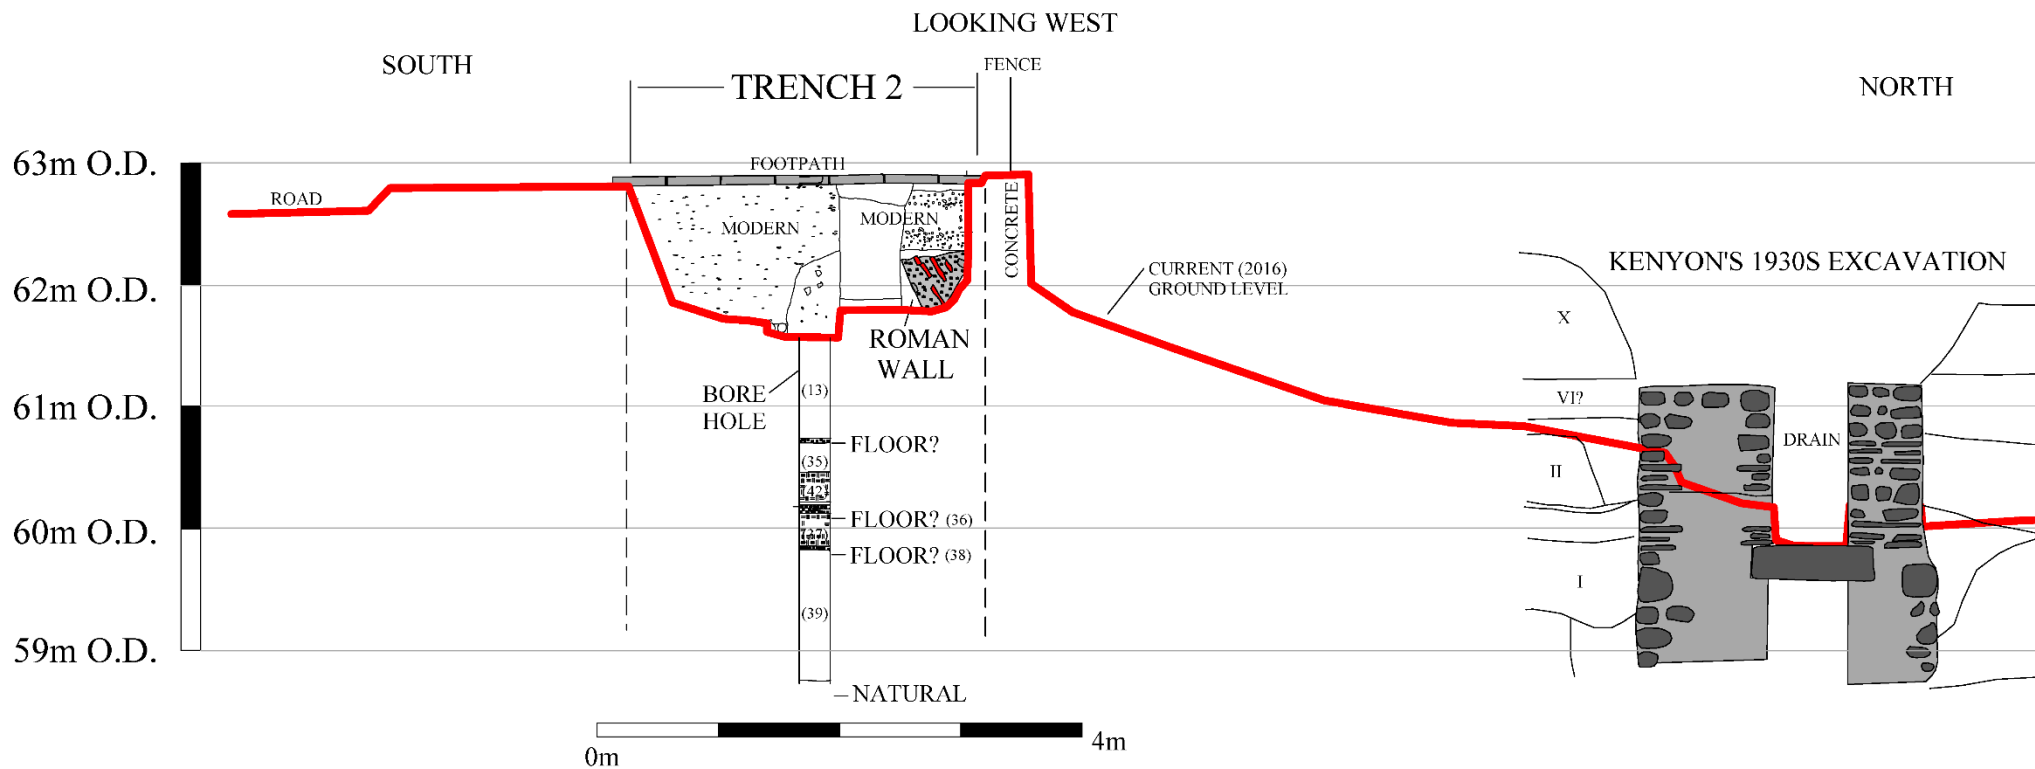 LOOKING WEST
SOUTH
FENCE
TRENCH 2
NORTH
63m O.D.
FOOTPATH
ROAD
MODERN
MODERN
CONCRETE
KENYON'S 1930S EXCAVATION
CURRENT (2016)
GROUND LEVEL
62m O.D.
X
ROMAN
WALL
BORE
HOLE
(13)
VI?
61m O.D.
DRAIN
FLOOR?
(35)
II
(42)
FLOOR? (36)
60m O.D.
(37)
FLOOR? (38)
I
(39)
59m O.D.
NATURAL
0m
4m